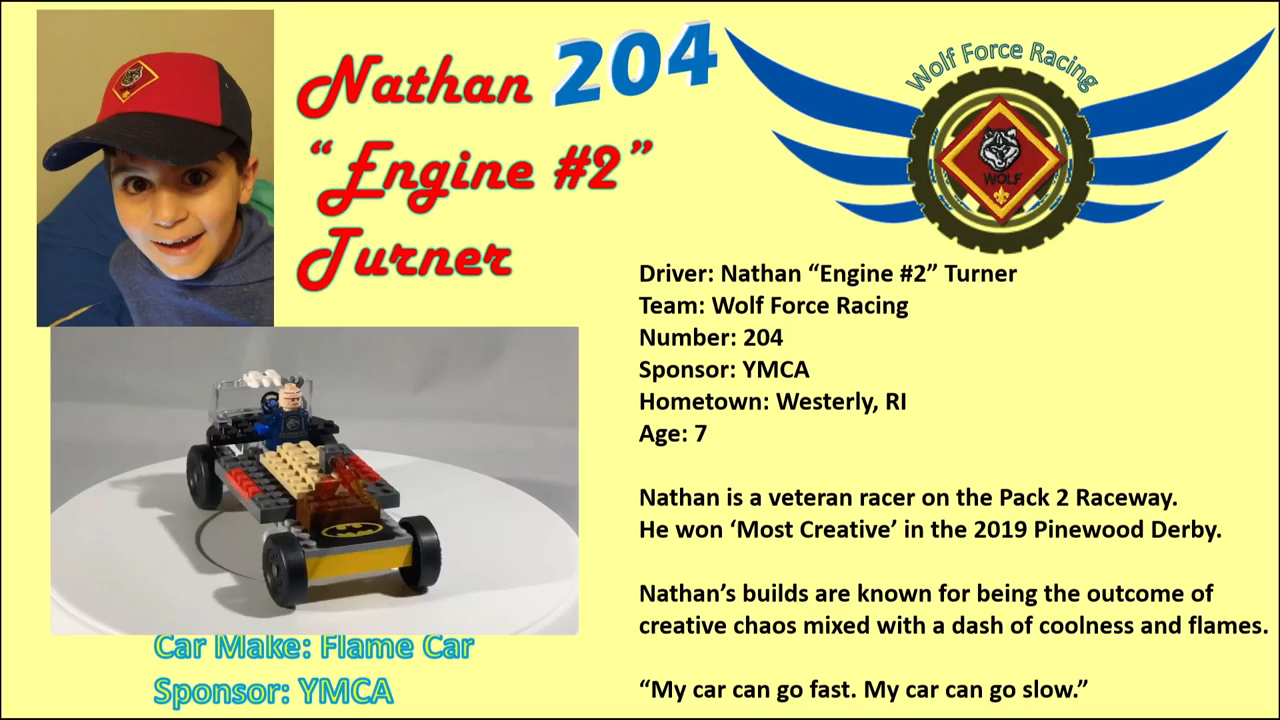 Nathan 204
“Engine #2”
Turner
Wolf Force Racing
WOLF
Driver: Nathan “Engine #2” Turner
Team: Wolf Force Racing
Number: 204
Sponsor: YMCA
Hometown: Westerly, RI
Age: 7
Nathan is a veteran racer on the Pack 2 Raceway.
He won ‘Most Creative’ in the 2019 Pinewood Derby.
Nathan’s builds are known for being the outcome of
creative chaos mixed with a dash of coolness and flames.
“My car can go fast. My car can go slow.”
Car Make: Flame Car
Sponsor: YMCA